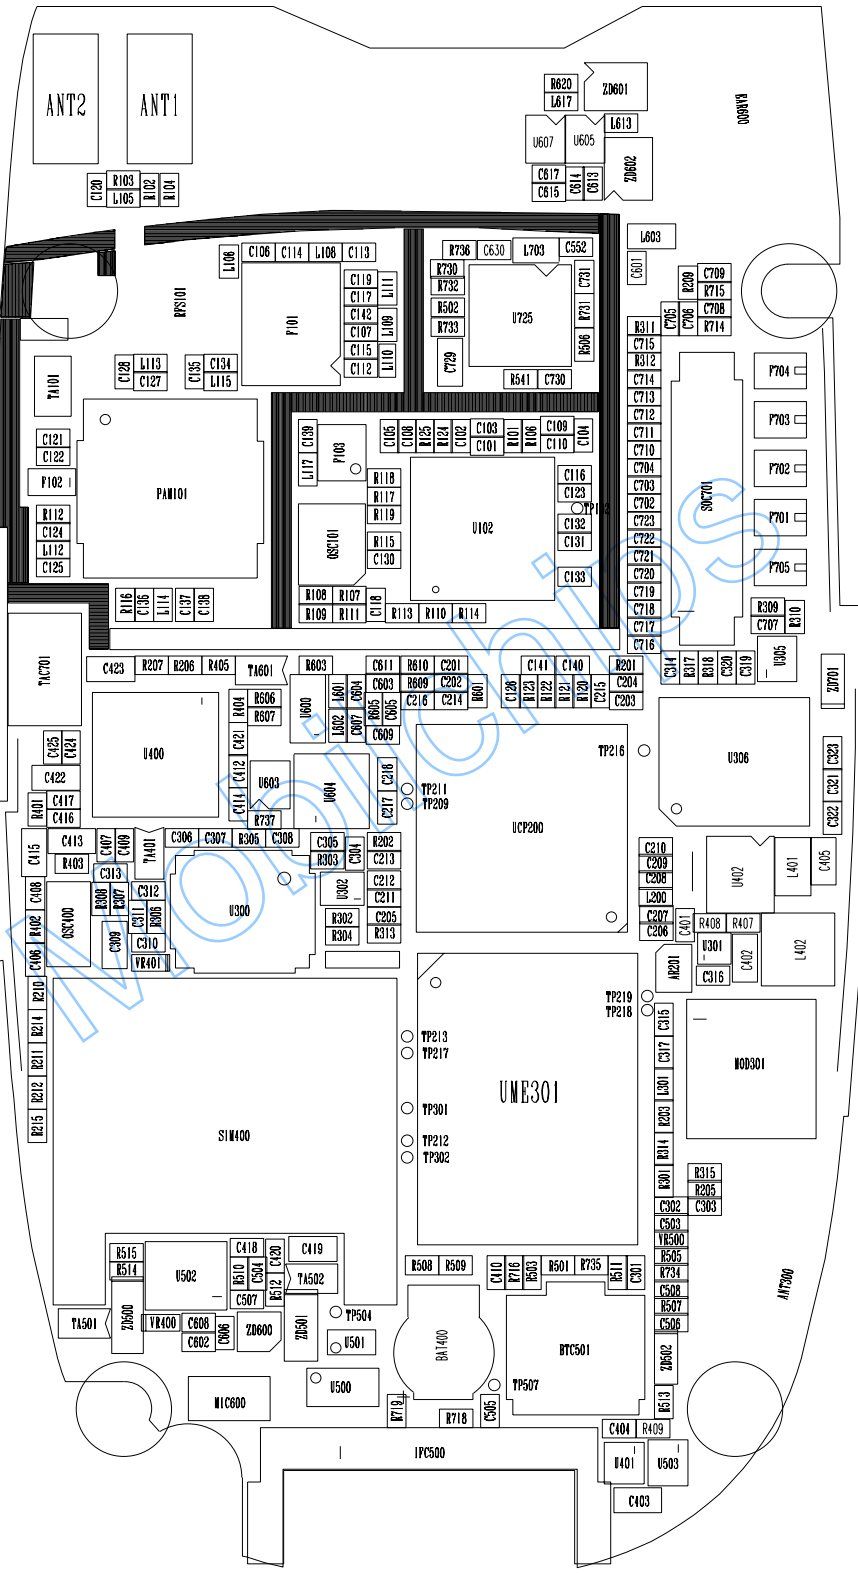 ANT2 ANT1
R620
L617
ZD601
RAR600
U607 U605
L613
ZD602
C617
C615
C614
C613
C120
R103
L105
R102
R104
L603
C601
L106
C106 C114 L108 C113
C119
C117
L111
C142
C107
L109
C115
C112
L110
RFS101
F101
R736 C630 L703 C552
R730
R732
R502
R733
C729
U725
C731
R731
R506
R541 C730
R209
C709
R715
C705
C706
C708
R714
TA101
C128
L113
C127
C135
C134
L115
R311
C715
R312
C714
C713
C712
C711
C710
C704
C703
C702
C723
C722
C721
C720
C719
C718
C717
C716
SOC701
F704
F703
F702
F701
F705
C121
C122
F102
R112
C124
L112
C125
PAM101
C139
L117
F103
C105
C108
R125
R124
C102
C103
C101
R101
R106
C109
C110
C104
R118
R117
R119
R115
C130
OSC101
U102
C116
C123
TP102
C132
C131
C133
R108 R107
R109 R111
C118
R113 R110 R114
R116
C136
L114
C137
C138
R309
C707
R310
U305
C314
R317
R318
C320
C319
TAC701
C423
R207 R206 R405
TA601
R603
C611 R610 C201
C603 R609 C202
C216 C214
R601
C141 C140
C126
R123
R122
R121
R120
C215
R201
C204
C203
ZD701
U400
R404
R606
R607
U600
L601
C604
L602
C607
R605
C605
C609
C425
C424
C421
C412
C414
C422
R401
C417
C416
U603
R737
U604
C218
C217
TP211
TP209
TP216
UCP200
U306
C323
C321
C322
C415
C413
R403
C407
C409
TA401
C306 C307 R305 C308
C305
R303
C304
R202
C213
C313
C408
R402
C406
OSC400
R308
R307
C312
C311
R306
C309
C310
VR401
U300
U302
R302
R304
C212
C211
C205
R313
C210
C209
C208
L200
C207
C206
C401
U402
L401
C405
R408 R407
U301
C402
L402
AR201
C316
R210
R214
R211
R212
R215
SIM400
TP213
TP217
TP301
TP212
TP302
TP219
TP218
UME301
C315
C317
L301
R203
R314
R301
MOD301
R315
R205
C302 C303
C503
VR500
R505
R734
C508
R507
C506
ANT300
R515
R514
U502
C418
R510
C504
C420
R512
C507
C419
TA502
R508 R509
C410
R716
R503
R501 R735
R511
C301
TA501
ZD500
VR400
C608
C602
C606
ZD600
ZD501
TP504
U501
BAT400
BTC501
ZD502
TP507
MIC600
U500
R719
R718
C505
R513
C404 R409
IFC500
U401
U503
C403
Mobilchips